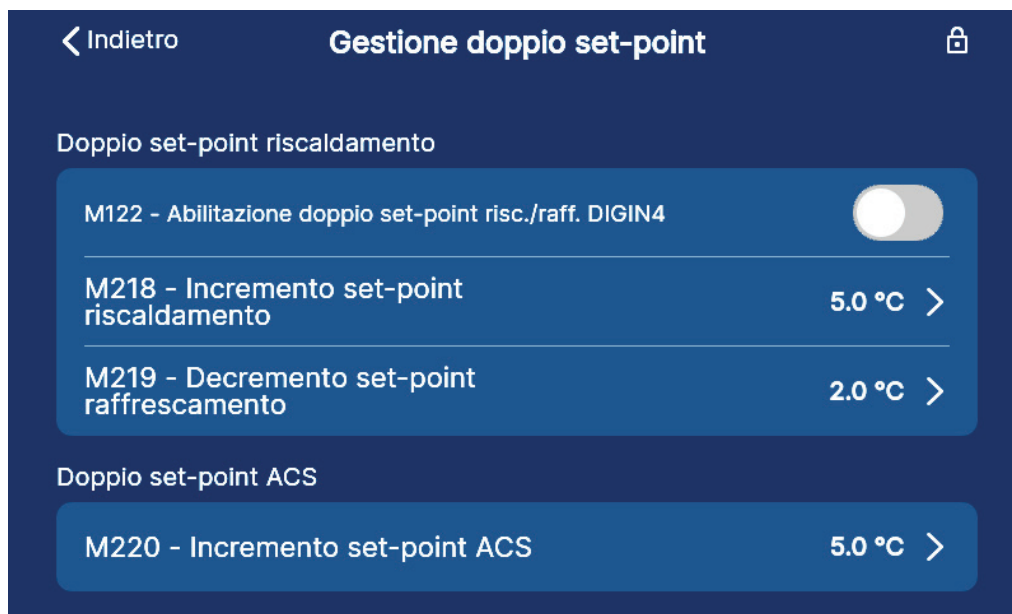 Indietro
Gestione doppio set-point
Doppio set-point riscaldamento
M122 - Abilitazione doppio set-point risc./raff. DIGIN4
M218 - Incremento set-point
riscaldamento
5.0 °C
M219 - Decremento set-point
raffrescamento
2.0 °C
Doppio set-point ACS
M220 - Incremento set-point ACS
5.0 °C